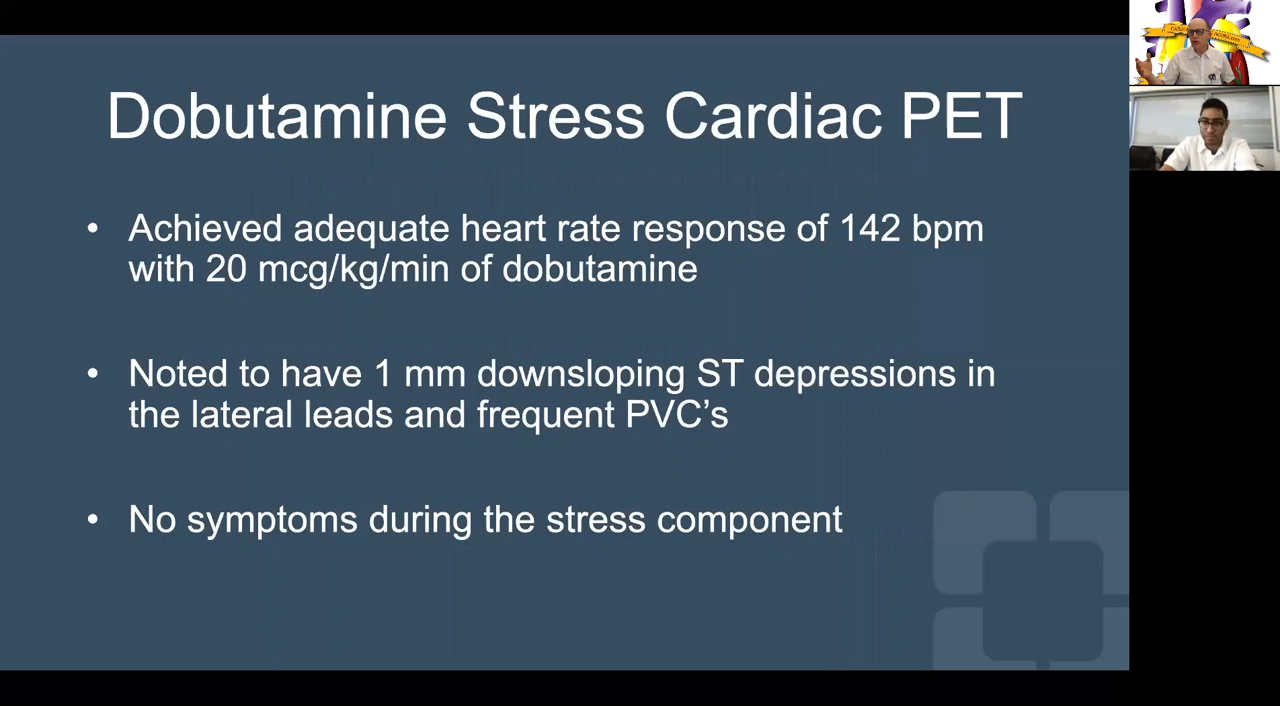 Dobutamine Stress Cardiac PET
• Achieved adequate heart rate response of 142 bpm
with 20 mcg/kg/min of dobutamine
• Noted to have 1 mm downsloping ST depressions in
the lateral leads and frequent PVC’s
• No symptoms during the stress component